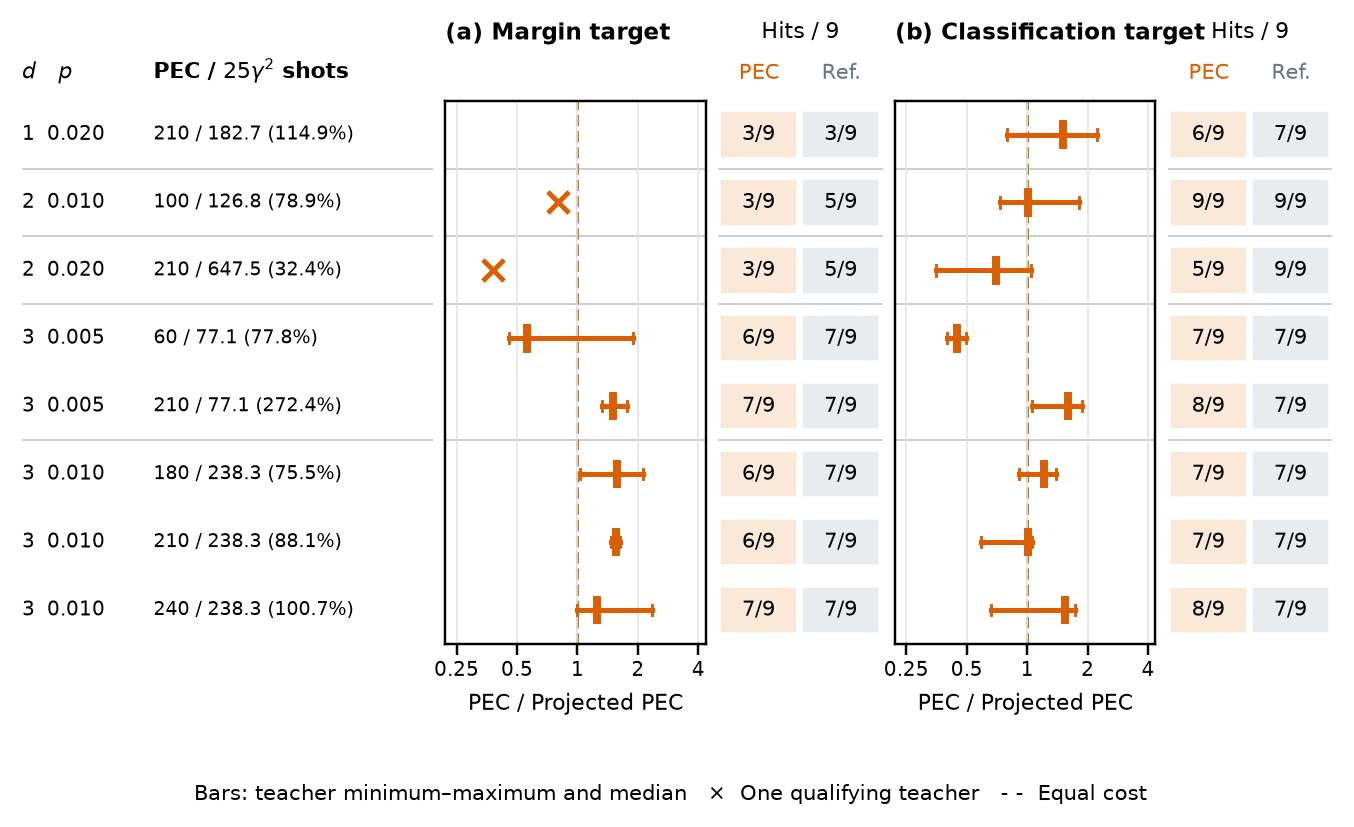 (a) Margin target Hits / 9 (b) Classification target Hits / 9
d p PEC / 25γ² shots PEC Ref. PEC Ref.
1 0.020 210 / 182.7 (114.9%) 3/9 3/9 6/9 7/9
2 0.010 100 / 126.8 (78.9%) 3/9 5/9 9/9 9/9
2 0.020 210 / 647.5 (32.4%) 3/9 5/9 5/9 9/9
3 0.005 60 / 77.1 (77.8%) 6/9 7/9 7/9 7/9
3 0.005 210 / 77.1 (272.4%) 7/9 7/9 8/9 7/9
3 0.010 180 / 238.3 (75.5%) 6/9 7/9 7/9 7/9
3 0.010 210 / 238.3 (88.1%) 6/9 7/9 7/9 7/9
3 0.010 240 / 238.3 (100.7%) 7/9 7/9 8/9 7/9
0.25 0.5 1 2 4 0.25 0.5 1 2 4
PEC / Projected PEC PEC / Projected PEC
Bars: teacher minimum–maximum and median × One qualifying teacher - - Equal cost